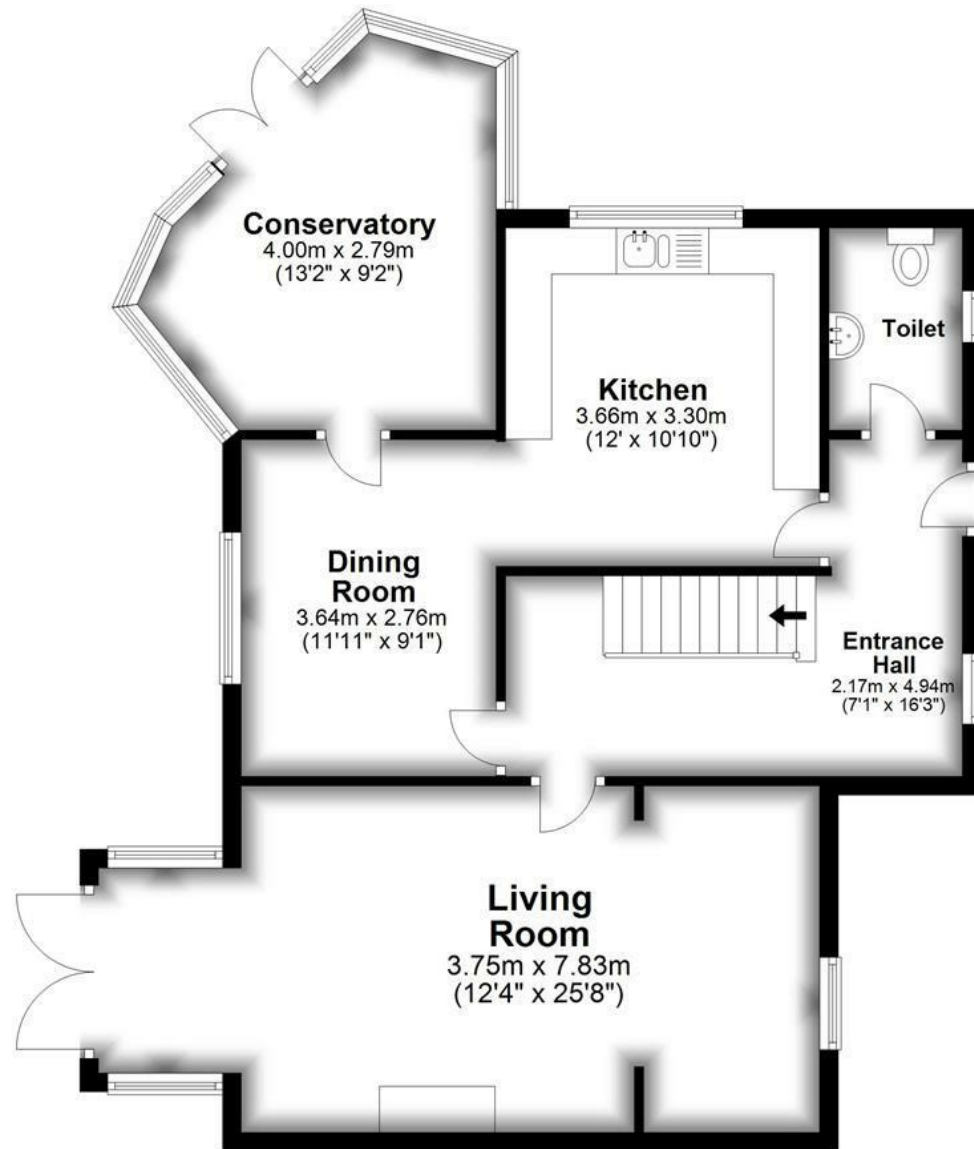 Conservatory
4.00m x 2.79m
(13'2" x 9'2")
Kitchen
3.66m x 3.30m
(12' x 10'10")
Toilet
Dining
Room
3.64m x 2.76m
(11'11" x 9'1")
Entrance
Hall
2.17m x 4.94m
(7'1" x 16'3")
Living
Room
3.75m x 7.83m
(12'4" x 25'8")